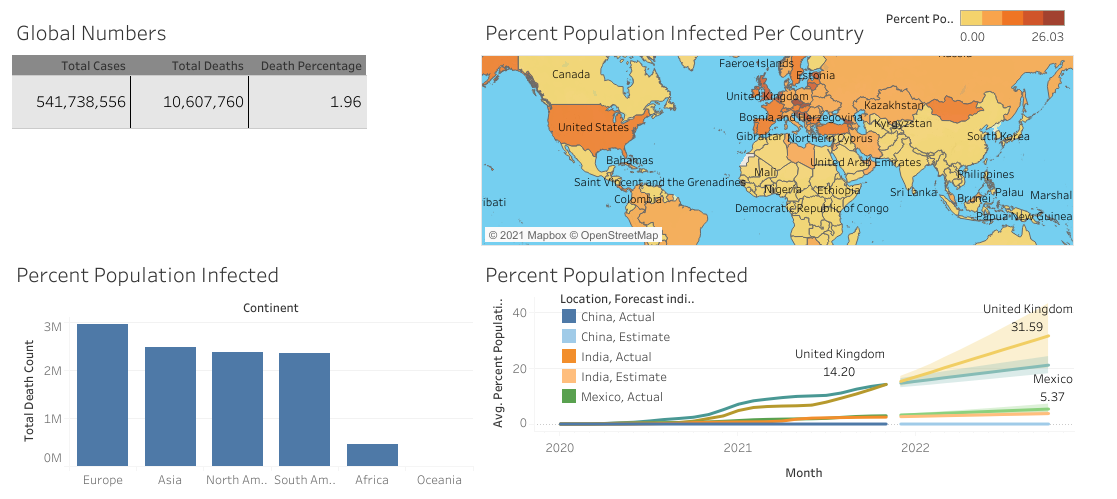 Global Numbers
Total Cases Total Deaths Death Percentage
541,738,556 10,607,760 1.96
Percent Population Infected Per Country
Percent Po..
0.00 26.03
Faeroe Islands
Canada
Estonia
United Kingdom
Kazakhstan
Bosnia and Herzegovina
Kyrgyzstan
United States
Gibraltar
Northern Cyprus
South Korea
Bahamas
United Arab Emirates
Mali
Philippines
Saint Vincent and the Grenadines
Nigeria
Ethiopia
Sri Lanka
Palau
Marshal
Colombia
Brunei
ibati
Democratic Republic of Congo
Papua New Guinea
© 2021 Mapbox © OpenStreetMap
Percent Population Infected
Continent
Total Death Count
3M
2M
1M
0M
Europe Asia North Am.. South Am.. Africa Oceania
Percent Population Infected
Location, Forecast indi..
China, Actual
China, Estimate
India, Actual
India, Estimate
Mexico, Actual
Avg. Percent Populati..
40
20
0
United Kingdom
14.20
United Kingdom
31.59
Mexico
5.37
2020 2021 2022
Month